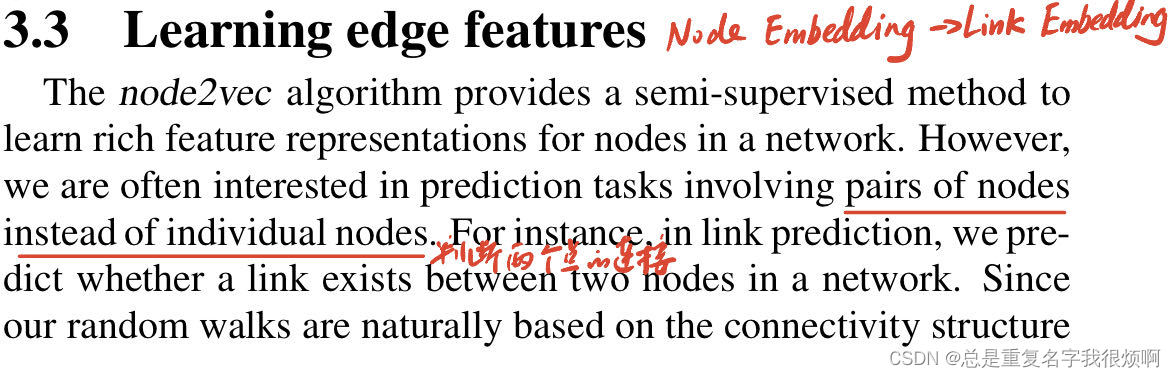 3.3 Learning edge features Node Embedding →Link Embedding
The node2vec algorithm provides a semi-supervised method to
learn rich feature representations for nodes in a network. However,
we are often interested in prediction tasks involving pairs of nodes
instead of individual nodes. For instance, in link prediction, we pre-
判断两个点的连接
dict whether a link exists between two nodes in a network. Since
our random walks are naturally based on the connectivity structure
CSDN @总是重复名字我很烦啊